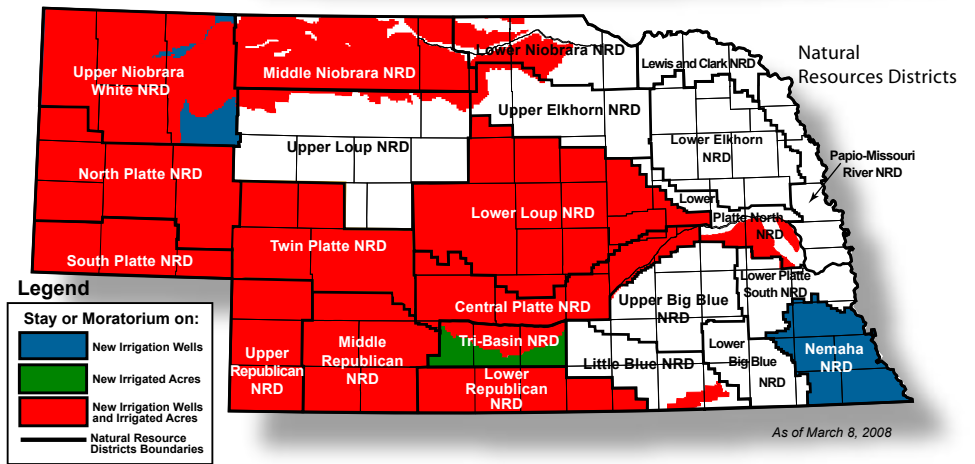 Natural
Resources Districts
Upper Niobrara
White NRD
Middle Niobrara NRD
Lower Niobrara NRD
Lewis and Clark NRD
Upper Elkhorn NRD
Upper Loup NRD
Lower Elkhorn
NRD
Papio-Missouri
River NRD
North Platte NRD
Lower Loup NRD
Lower
Platte North
NRD
South Platte NRD
Twin Platte NRD
Central Platte NRD
Upper Big Blue
NRD
Lower Platte
South NRD
Upper
Republican
NRD
Middle
Republican
NRD
Tri-Basin NRD
Lower
Republican
NRD
Little Blue NRD
Lower
Big Blue
NRD
Nemaha
NRD
Legend
Stay or Moratorium on:
New Irrigation Wells
New Irrigated Acres
New Irrigation Wells
and Irrigated Acres
Natural Resource
Districts Boundaries
As of March 8, 2008